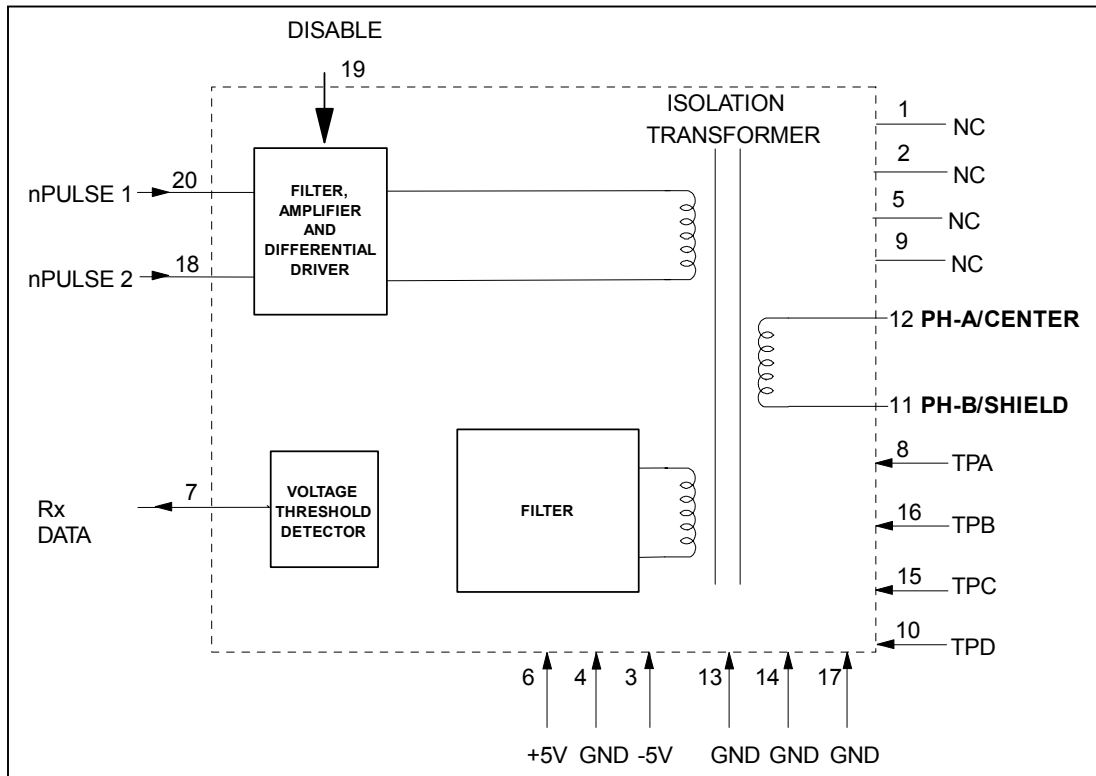 DISABLE
19
ISOLATION
TRANSFORMER
1
NC
2
NC
5
NC
9
NC
nPULSE 1
20
FILTER,
AMPLIFIER
AND
DIFFERENTIAL
DRIVER
nPULSE 2
18
12 PH-A/CENTER
11 PH-B/SHIELD
8
TPA
Rx
DATA
7
VOLTAGE
THRESHOLD
DETECTOR
FILTER
16
TPB
15
TPC
10
TPD
6
4
3
13
14
17
+5V
GND
-5V
GND
GND
GND